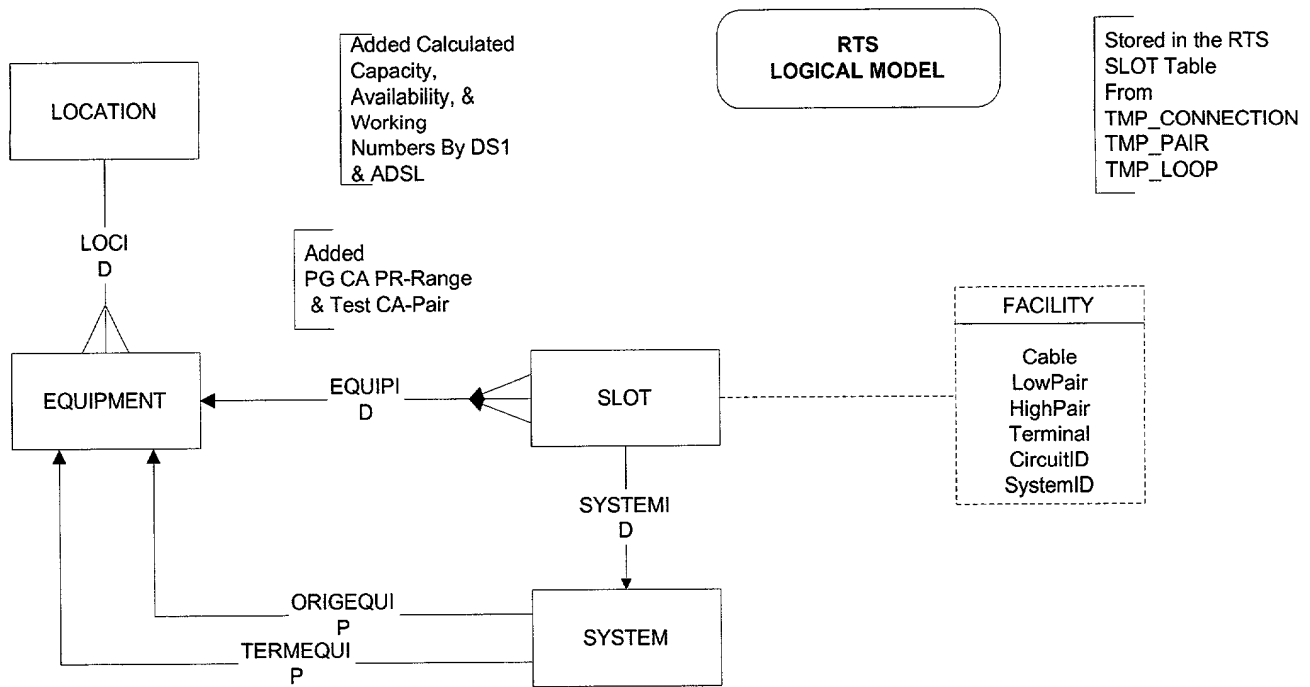 RTS
LOGICAL MODEL
Added Calculated
Capacity,
Availability, &
Working
Numbers By DS1
& ADSL
Stored in the RTS
SLOT Table
From
TMP_CONNECTION
TMP_PAIR
TMP_LOOP
LOCATION
LOCI
D
Added
PG CA PR-Range
& Test CA-Pair
EQUIPMENT
EQUIPI
D
SLOT
FACILITY
Cable
LowPair
HighPair
Terminal
CircuitID
SystemID
SYSTEMI
D
ORIGEQUI
P
TERMEQUI
P
SYSTEM